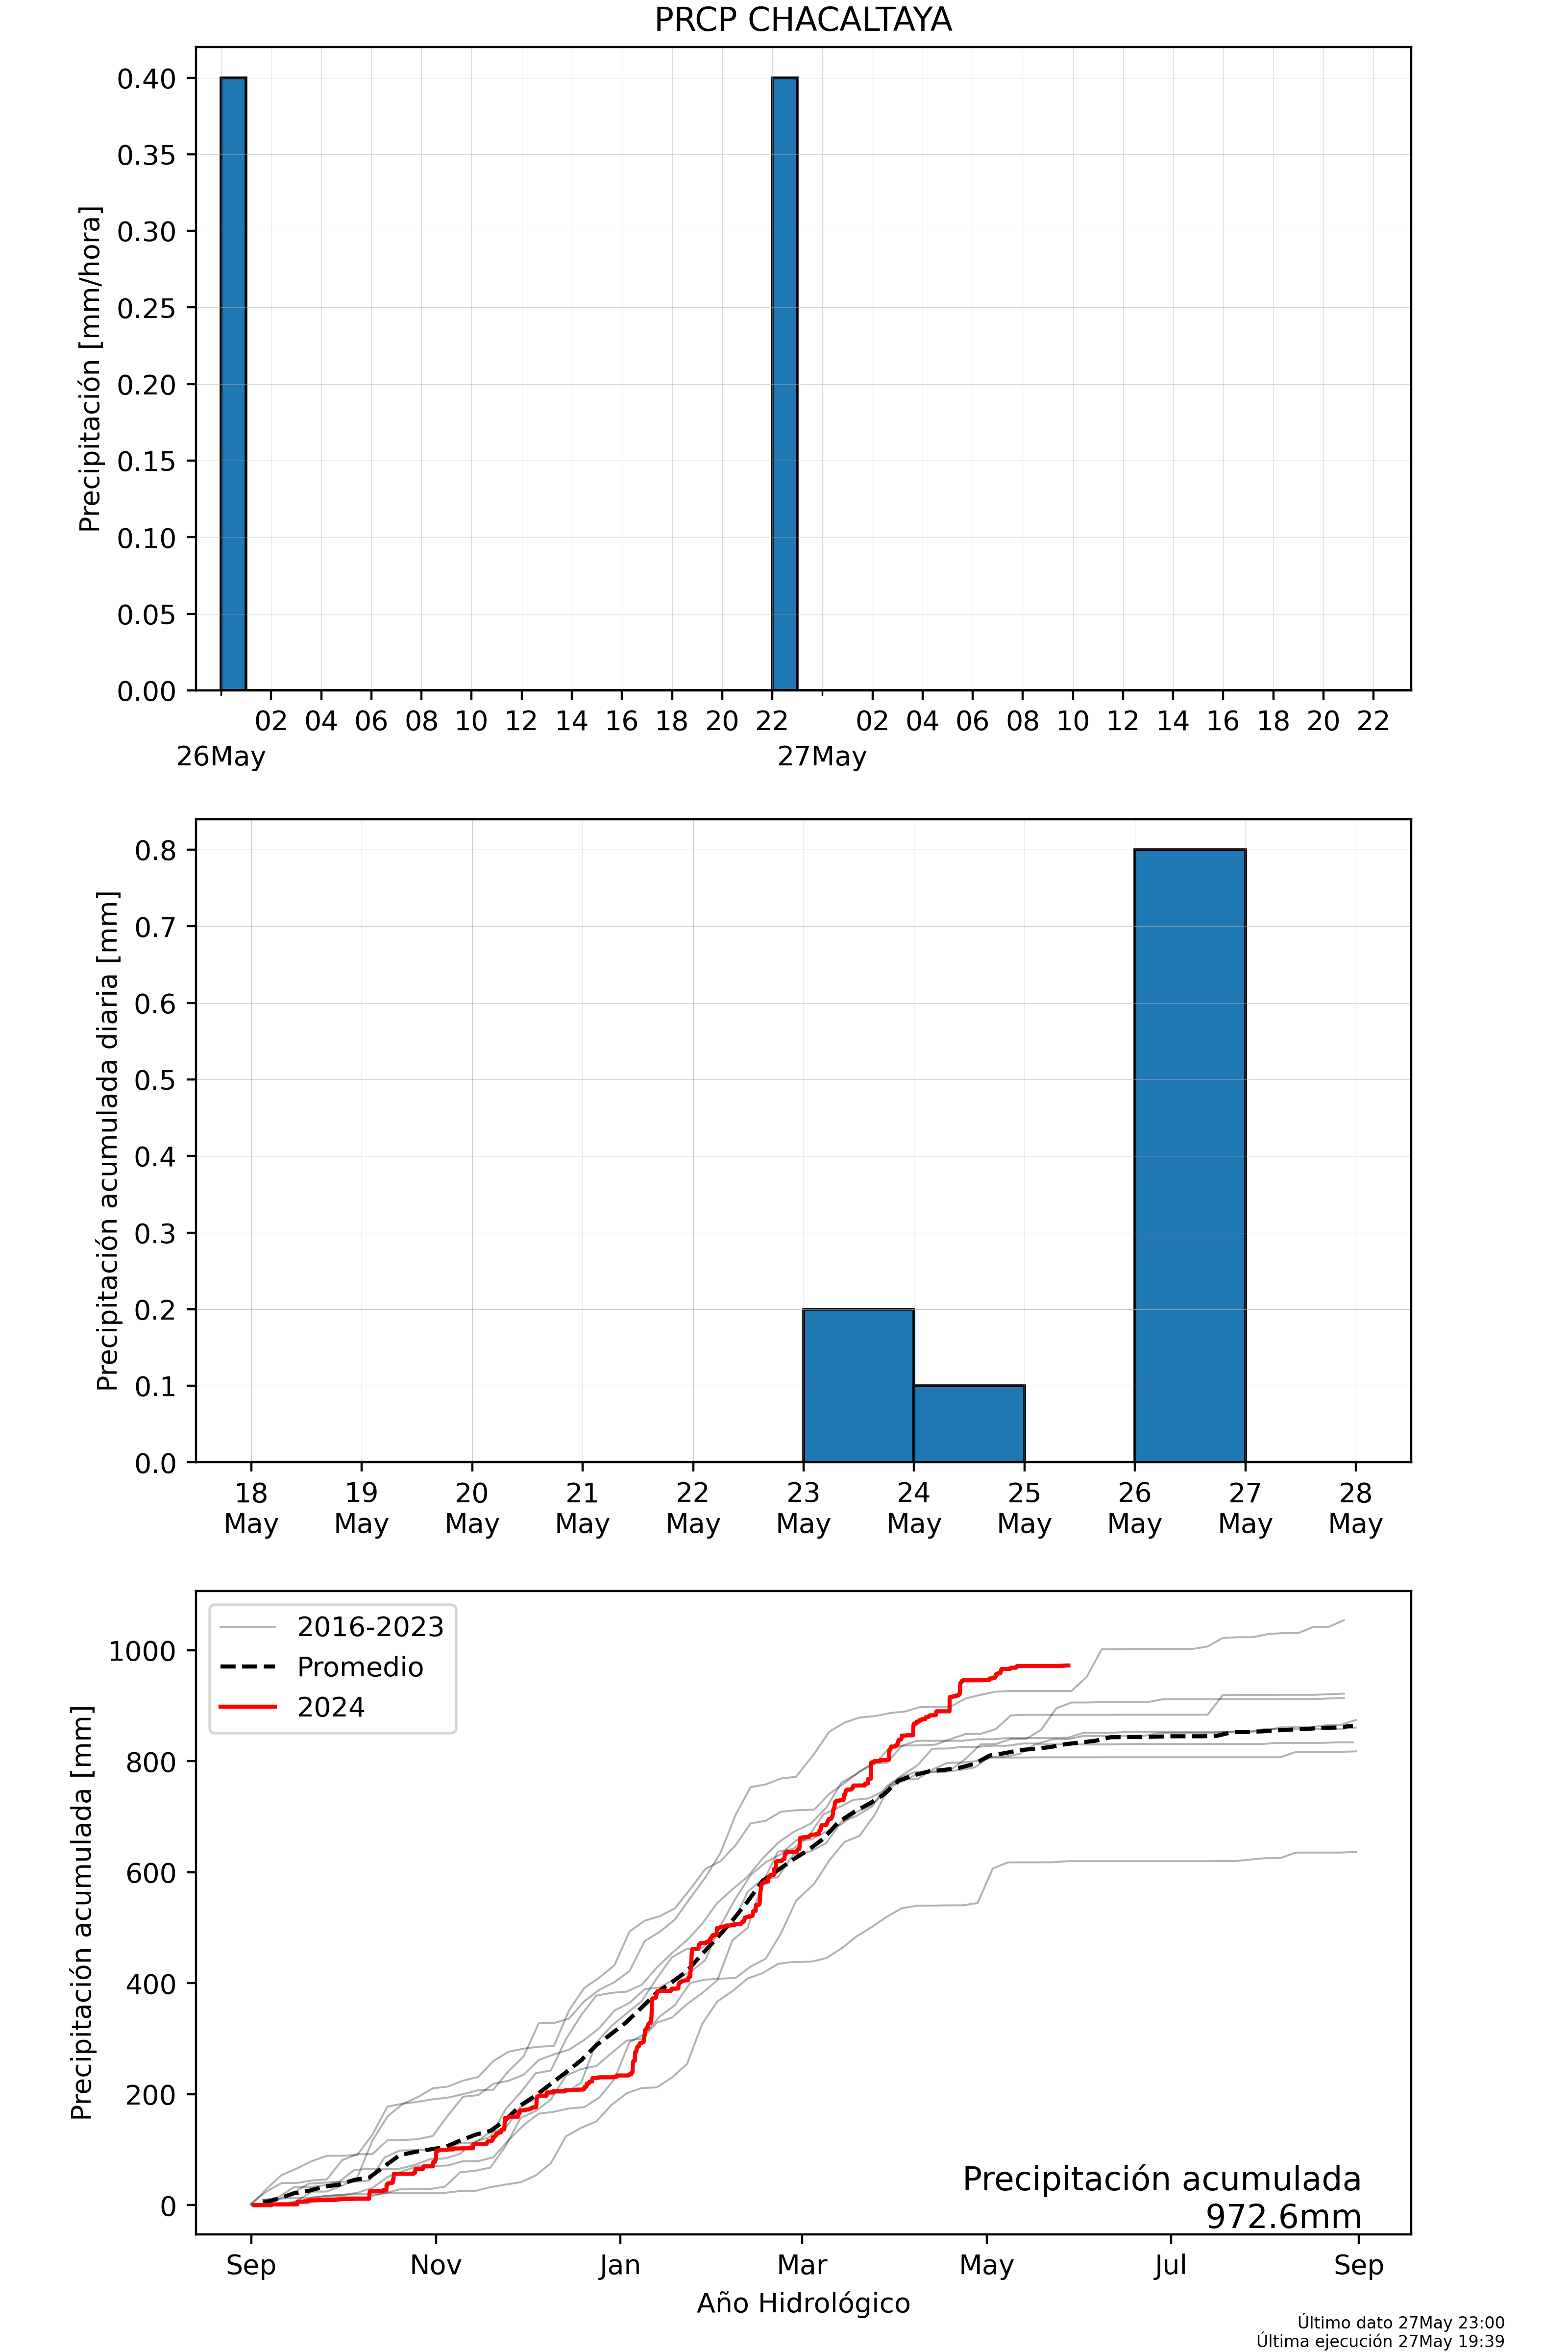 PRCP CHACALTAYA
Precipitación [mm/hora]
0.40
0.35
0.30
0.25
0.20
0.15
0.10
0.05
0.00
02 04 06 08 10 12 14 16 18 20 22 02 04 06 08 10 12 14 16 18 20 22
26May 27May
Precipitación acumulada diaria [mm]
0.8
0.7
0.6
0.5
0.4
0.3
0.2
0.1
0.0
18 19 20 21 22 23 24 25 26 27 28
May May May May May May May May May May May
Precipitación acumulada [mm]
1000
800
600
400
200
0
2016-2023
Promedio
2024
Precipitación acumulada
972.6mm
Sep Nov Jan Mar May Jul Sep
Año Hidrológico
Último dato 27May 23:00
Última ejecución 27May 19:39